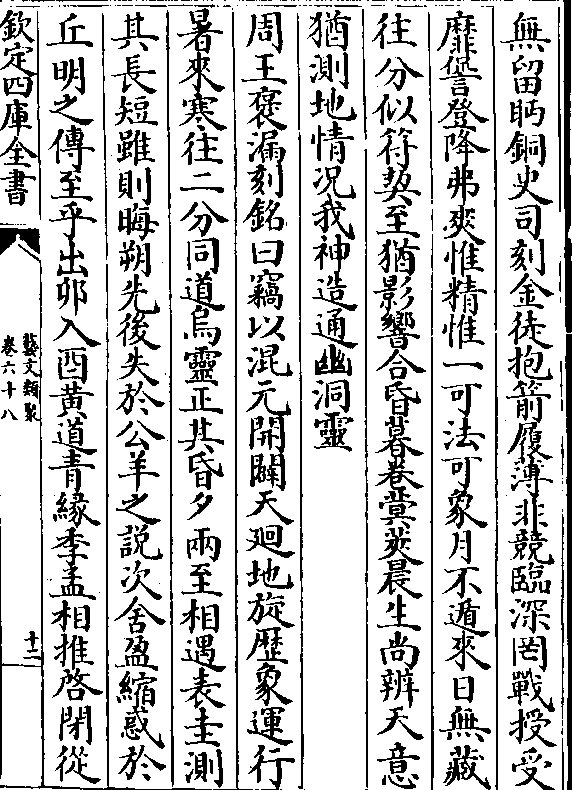 無留眄銅史司刻金徒抱箭履薄非競臨深罔戰授受
靡諐登降弗爽惟精惟一可法可象月不遁來日無藏
往分似符契至猶影響合昏暮卷蓂莢晨生尚辨天意
猶測地情况我神造通幽洞靈
周王褒漏刻銘曰竊以混元開闢天廻地旋歴象運行
暑來寒往二分同道烏靈正其昏夕兩至相遇表圭測
其長短雖則晦朔先後失於公羊之説次舍盈縮惑於
丘明之傳至乎出卯入酉黄道青縁季孟相推啓閉從
欽定四庫全書
藝文類聚
卷六十八
十二